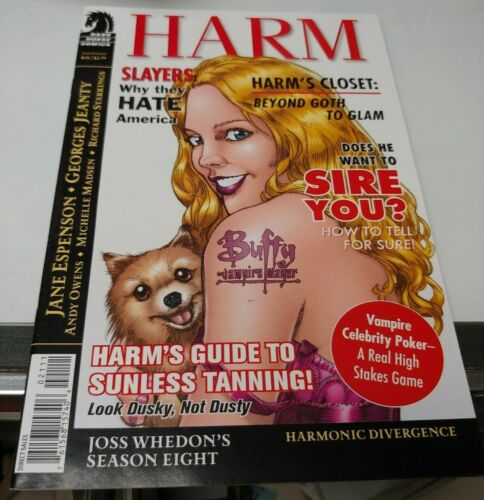 DARK HORSE COMICS
HARM
SLAYERS:
Why they
HATE
America
HARM'S CLOSET:
BEYOND GOTH
TO GLAM
DOES HE
WANT TO
SIRE
YOU?
HOW TO TELL
FOR SURE!
Buffy
the vampire slayer
Vampire
Celebrity Poker–
A Real High
Stakes Game
HARM'S GUIDE TO
SUNLESS TANNING!
Look Dusky, Not Dusty
JANE ESPENSON • GEORGES JEANTY
ANDY OWENS • MICHELLE MADSEN • RICHARD STARKINGS
DIRECT SALES
JOSS WHEDON'S
SEASON EIGHT
HARMONIC DIVERGENCE